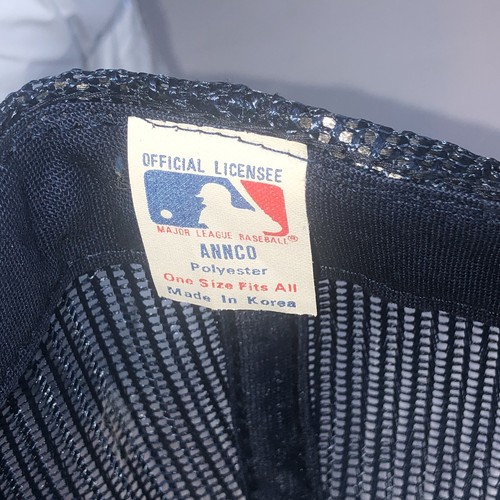 OFFICIAL LICENSEE
MAJOR LEAGUE BASEBALL®
ANNCO
Polyester
One Size Fits All
Made In Korea